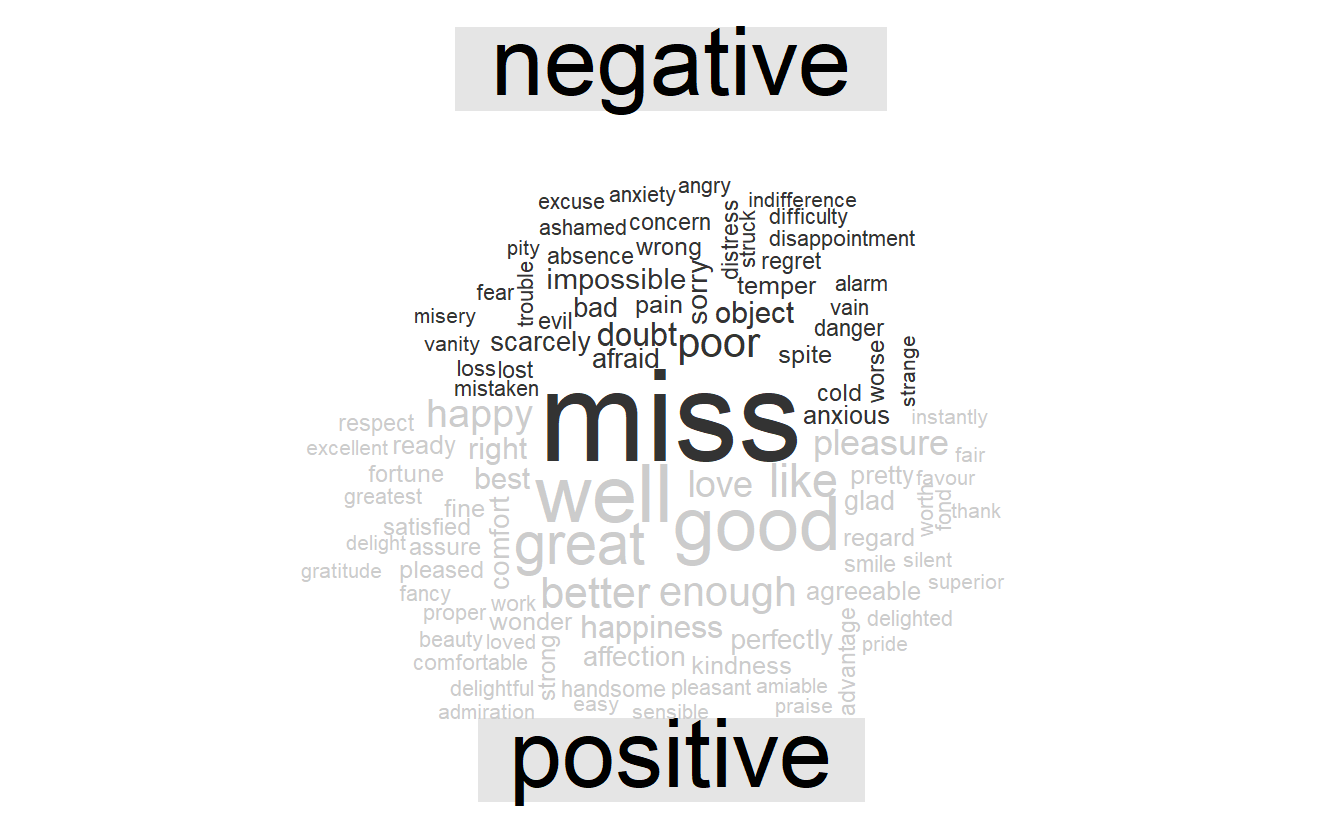 negative
excuse anxiety angry indifference
ashamed concern distress struck difficulty
pity absence wrong disappointment
trouble impossible sorry regret
fear bad pain temper alarm
misery evil object vain
vanity scarcely doubt poor danger
afraid spite worse strange
loss lost
mistaken miss cold
respect happy anxious instantly
excellent ready right pleasure fair
fortune best well love like pretty favour
greatest fine good glad worth fond thank
satisfied comfort great regard
delight assure smile silent
gratitude pleased agreeable superior
fancy work better enough
proper wonder happiness advantage delighted
beauty loved strong perfectly pride
comfortable affection kindness
delightful handsome pleasant amiable
admiration easy sensible praise
positive